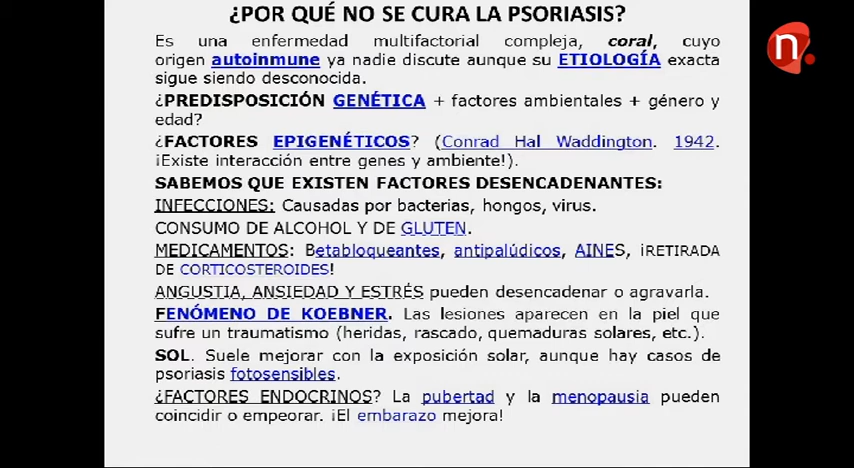 ¿POR QUÉ NO SE CURA LA PSORIASIS?
Es una enfermedad multifactorial compleja, coral, cuyo
origen autoinmune ya nadie discute aunque su ETIOLOGÍA exacta
sigue siendo desconocida.
¿PREDISPOSICIÓN GENÉTICA + factores ambientales + género y
edad?
¿FACTORES EPIGENÉTICOS? (Conrad Hal Waddington. 1942.
¡Existe interacción entre genes y ambiente!).
SABEMOS QUE EXISTEN FACTORES DESENCADENANTES:
INFECCIONES: Causadas por bacterias, hongos, virus.
CONSUMO DE ALCOHOL Y DE GLUTEN.
MEDICAMENTOS: Betabloqueantes, antipalúdicos, AINES, ¡RETIRADA
DE CORTICOSTEROIDES!
ANGUSTIA, ANSIEDAD Y ESTRÉS pueden desencadenar o agravarla.
FENÓMENO DE KOEBNER. Las lesiones aparecen en la piel que
sufre un traumatismo (heridas, rascado, quemaduras solares, etc.).
SOL. Suele mejorar con la exposición solar, aunque hay casos de
psoriasis fotosensibles.
¿FACTORES ENDOCRINOS? La pubertad y la menopausia pueden
coincidir o empeorar. ¡El embarazo mejora!
n.